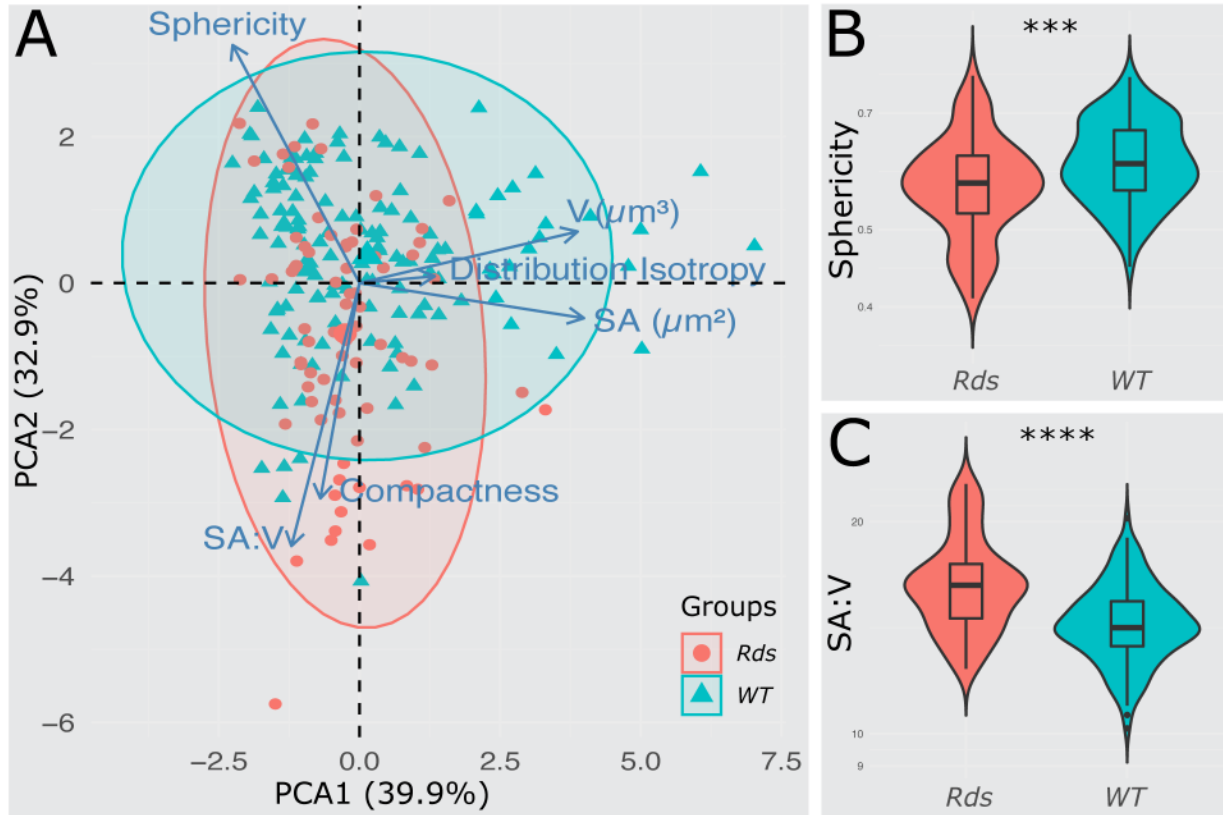 A
Sphericity
V (µm³)
Distribution Isotropy
SA (µm²)
Compactness
SA:V
2
0
−2
−4
−6
PCA2 (32.9%)
−2.5
0.0
2.5
5.0
7.5
PCA1 (39.9%)
Groups
Rds
WT
B
***
Sphericity
0.7
0.5
0.4
Rds
WT
C
****
SA:V
20
10
9
Rds
WT